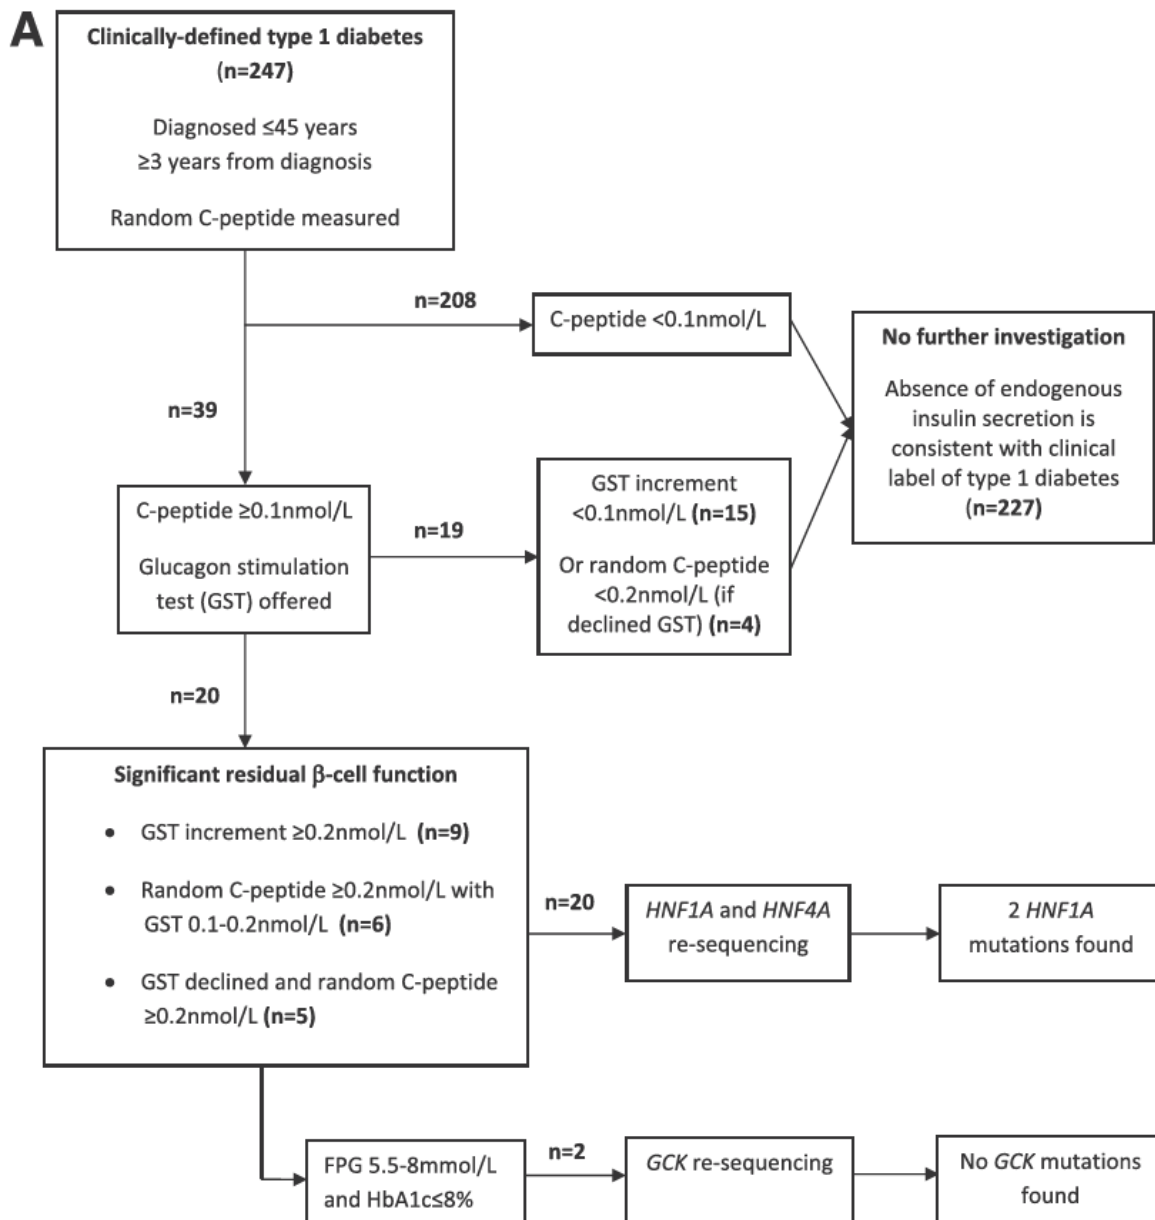 A
Clinically-defined type 1 diabetes
(n=247)
Diagnosed ≤45 years
≥3 years from diagnosis
Random C-peptide measured
n=208
C-peptide <0.1nmol/L
No further investigation
Absence of endogenous
insulin secretion is
consistent with clinical
label of type 1 diabetes
(n=227)
n=39
C-peptide ≥0.1nmol/L
Glucagon stimulation
test (GST) offered
n=19
GST increment
<0.1nmol/L (n=15)
Or random C-peptide
<0.2nmol/L (if
declined GST) (n=4)
n=20
Significant residual β-cell function
• GST increment ≥0.2nmol/L (n=9)
• Random C-peptide ≥0.2nmol/L with
GST 0.1-0.2nmol/L (n=6)
• GST declined and random C-peptide
≥0.2nmol/L (n=5)
n=20
HNF1A and HNF4A
re-sequencing
2 HNF1A
mutations found
FPG 5.5-8mmol/L
and HbA1c≤8%
n=2
GCK re-sequencing
No GCK mutations
found